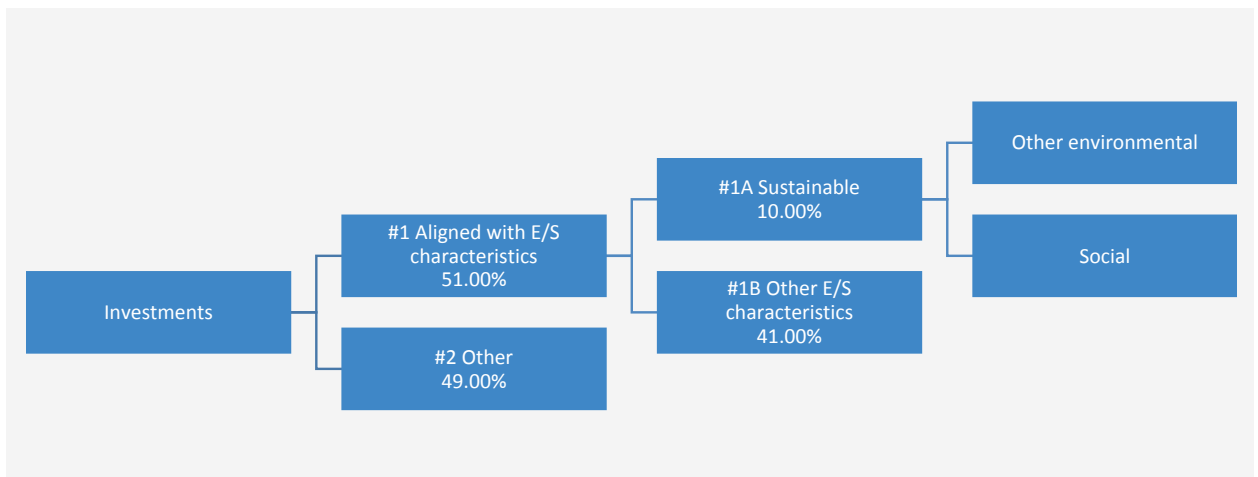 Investments
#1 Aligned with E/S
characteristics
51.00%
#2 Other
49.00%
#1A Sustainable
10.00%
#1B Other E/S
characteristics
41.00%
Other environmental
Social